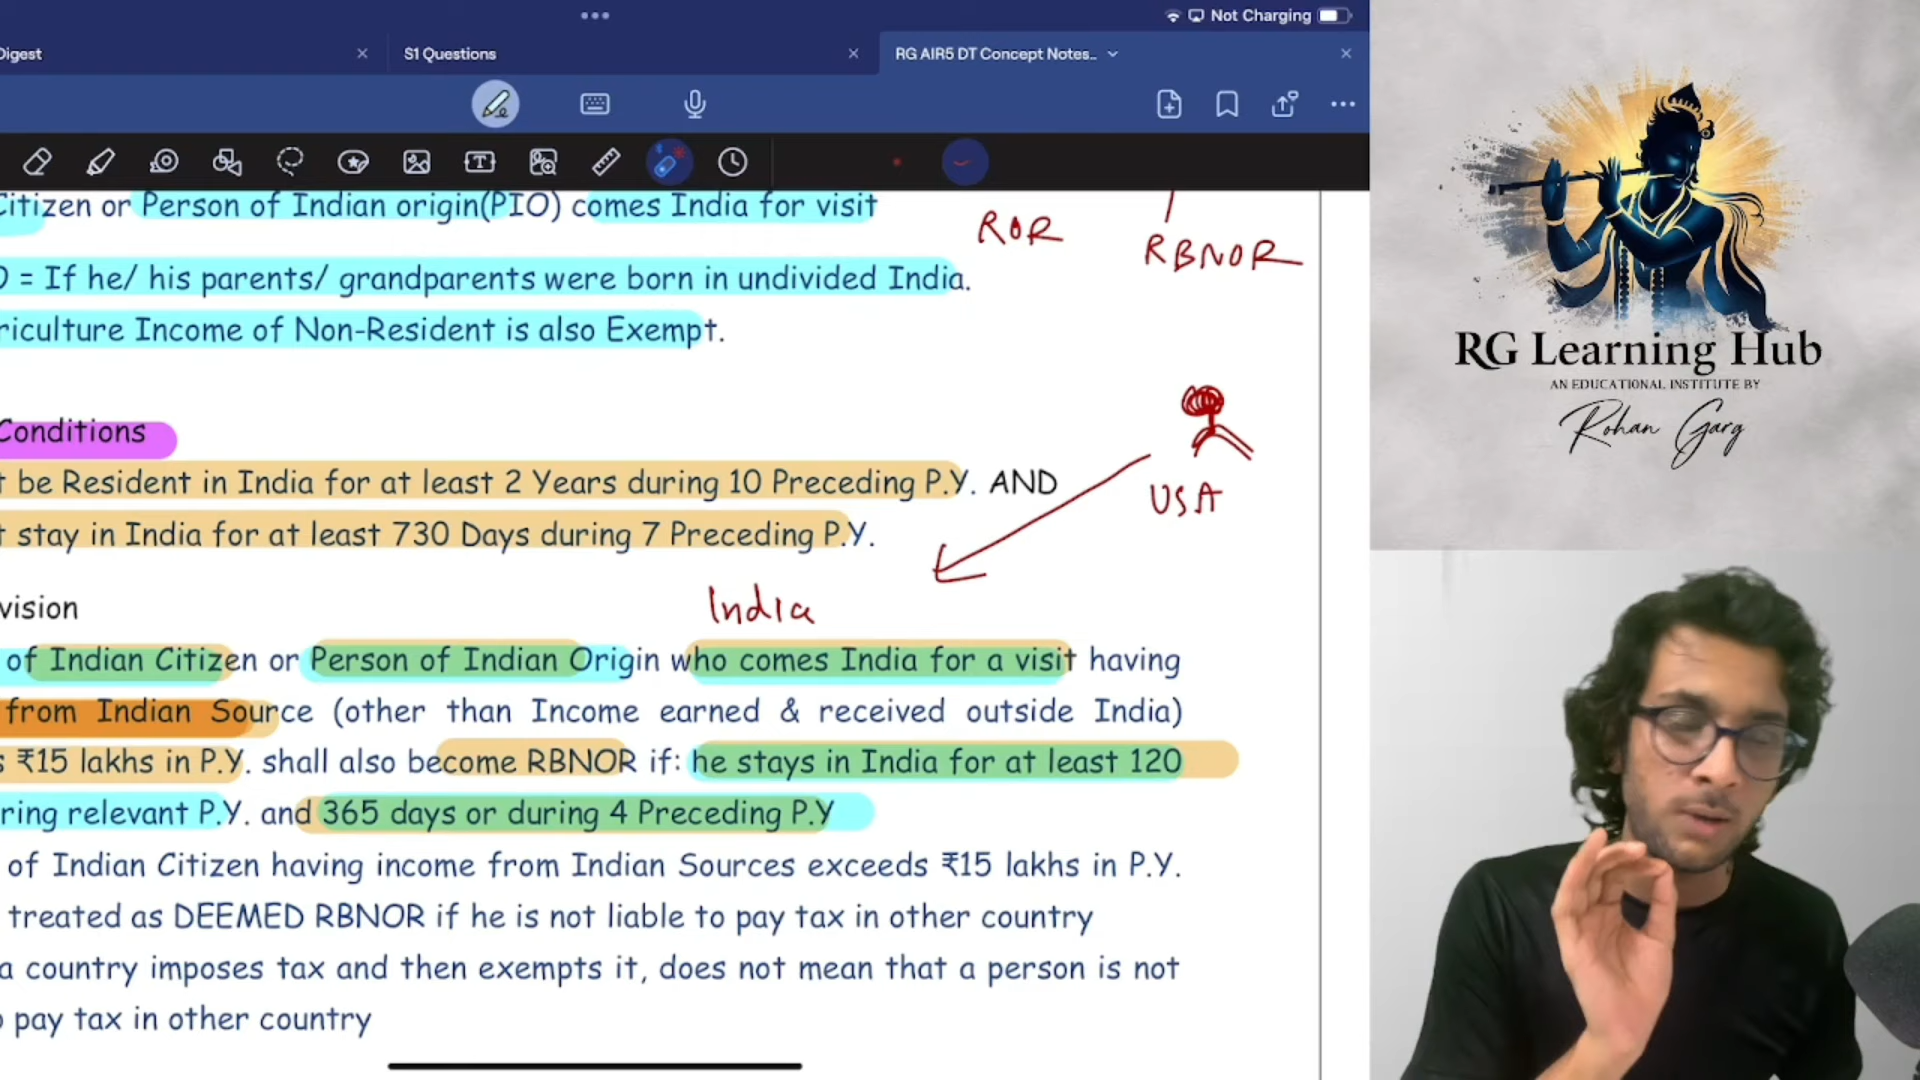 Not Charging
Digest
S1 Questions
RG AIR5 DT Concept Notes..
Citizen or Person of Indian origin(PIO) comes India for visit
ROR
RBNOR
O = If he/ his parents/ grandparents were born in undivided India.
riculture Income of Non-Resident is also Exempt.
Conditions
t be Resident in India for at least 2 Years during 10 Preceding P.Y. AND
USA
t stay in India for at least 730 Days during 7 Preceding P.Y.
vision
India
of Indian Citizen or Person of Indian Origin who comes India for a visit having
from Indian Source (other than Income earned & received outside India)
s ₹15 lakhs in P.Y. shall also become RBNOR if: he stays in India for at least 120
ring relevant P.Y. and 365 days or during 4 Preceding P.Y
of Indian Citizen having income from Indian Sources exceeds ₹15 lakhs in P.Y.
treated as DEEMED RBNOR if he is not liable to pay tax in other country
a country imposes tax and then exempts it, does not mean that a person is not
o pay tax in other country
RG Learning Hub
AN EDUCATIONAL INSTITUTE BY
Rohan Garg